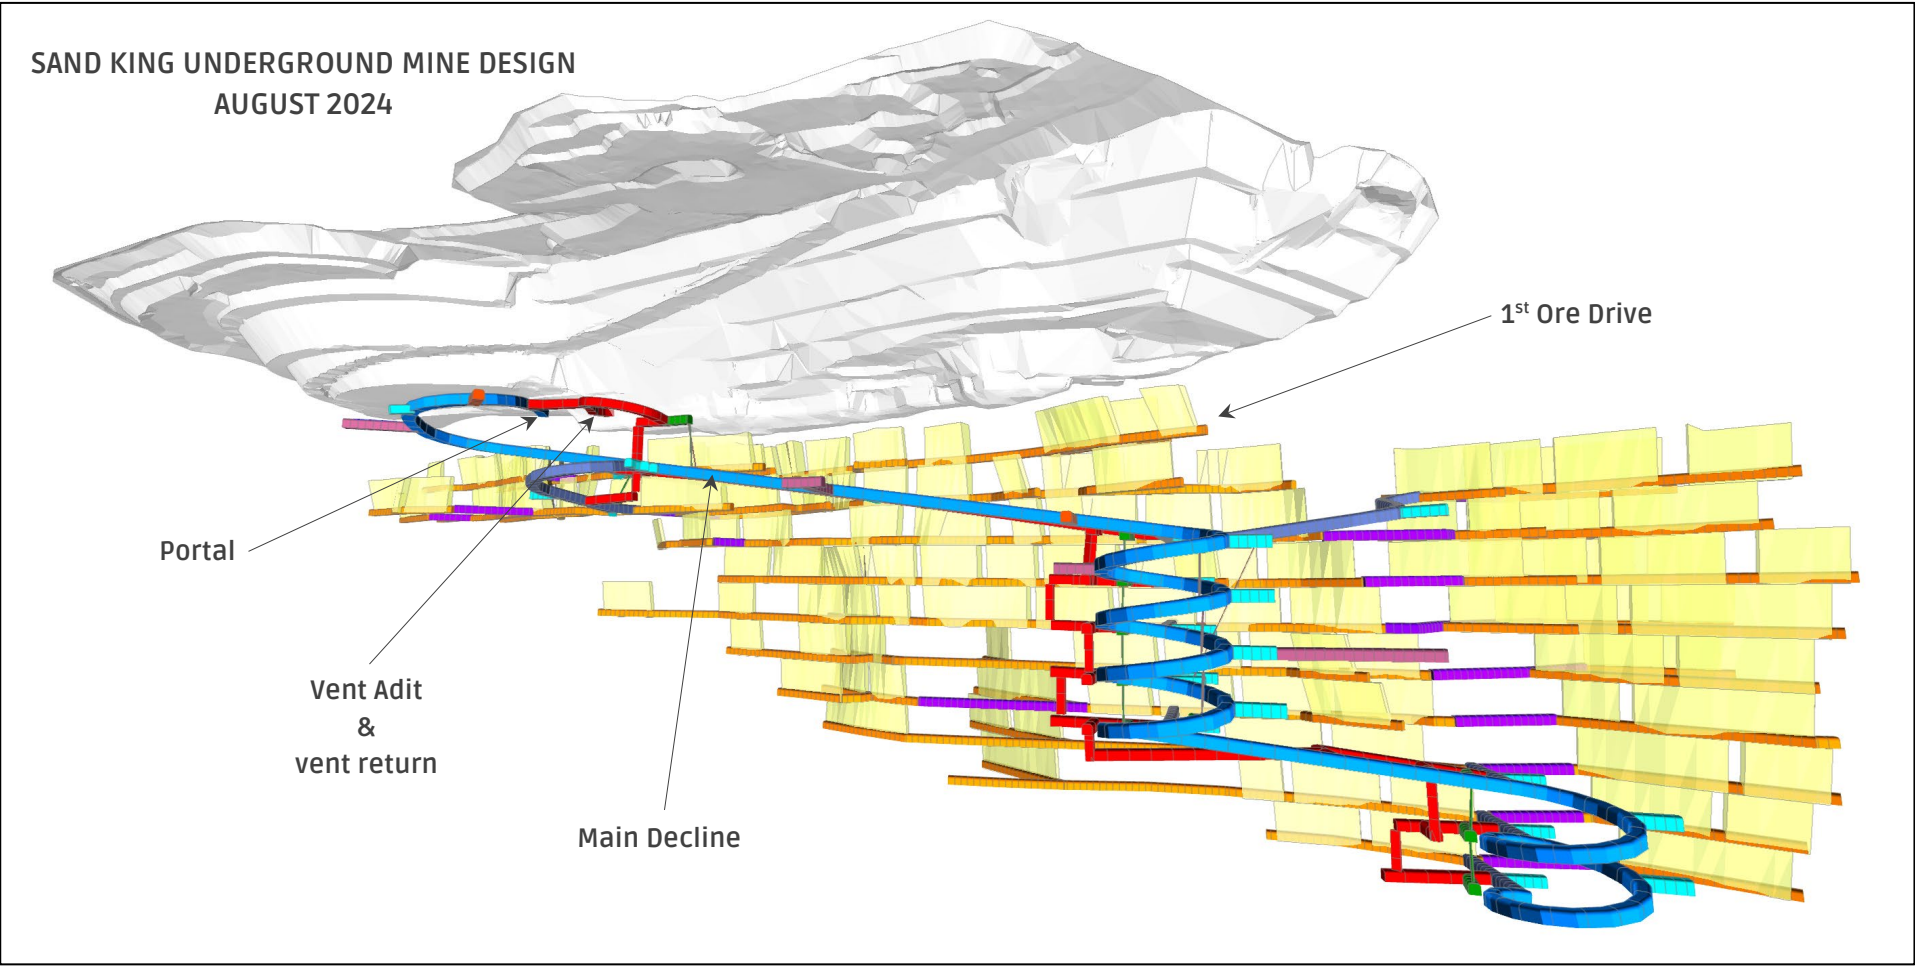 SAND KING UNDERGROUND MINE DESIGN
AUGUST 2024
1st Ore Drive
Portal
Vent Adit
&
vent return
Main Decline